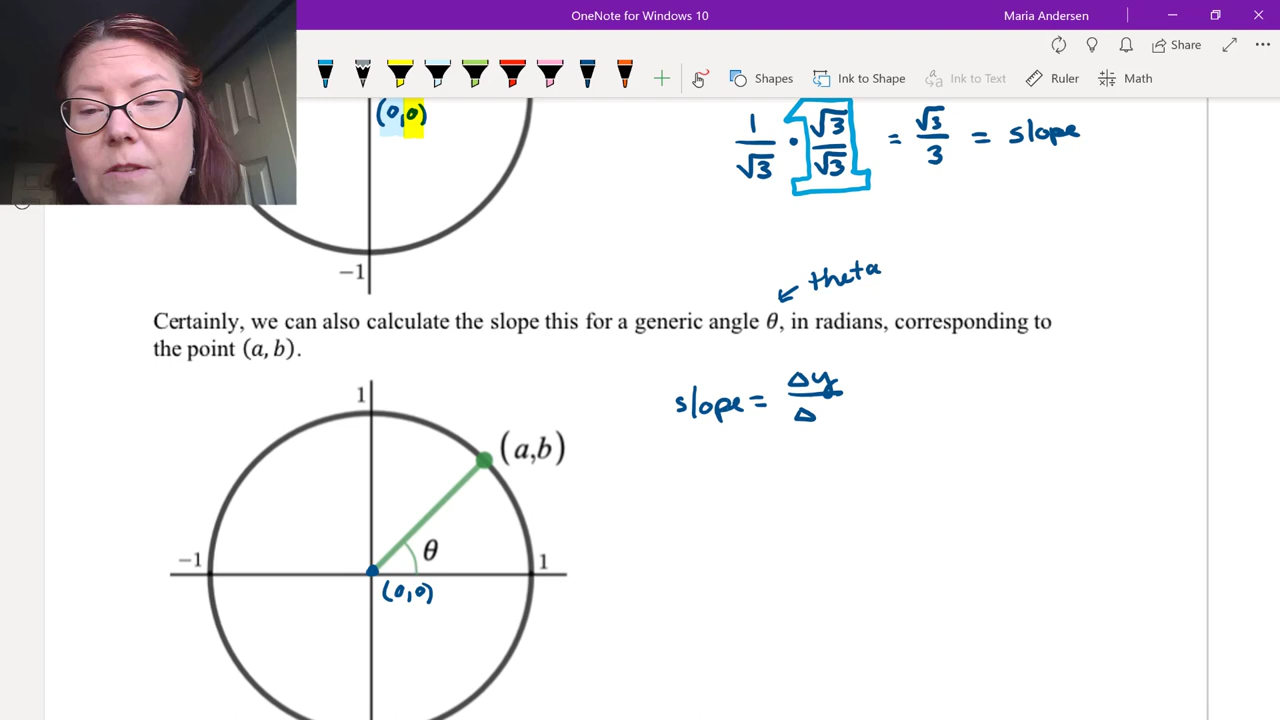 OneNote for Windows 10
Maria Andersen
Share
Shapes
Ink to Shape
Ink to Text
Ruler
Math
(0,0)
1/√3 · √3/√3 = √3/3 = slope
−1
theta
Certainly, we can also calculate the slope this for a generic angle θ, in radians, corresponding to
the point (a, b).
slope = Δy/Δ
1
(a,b)
θ
−1
1
(0,0)